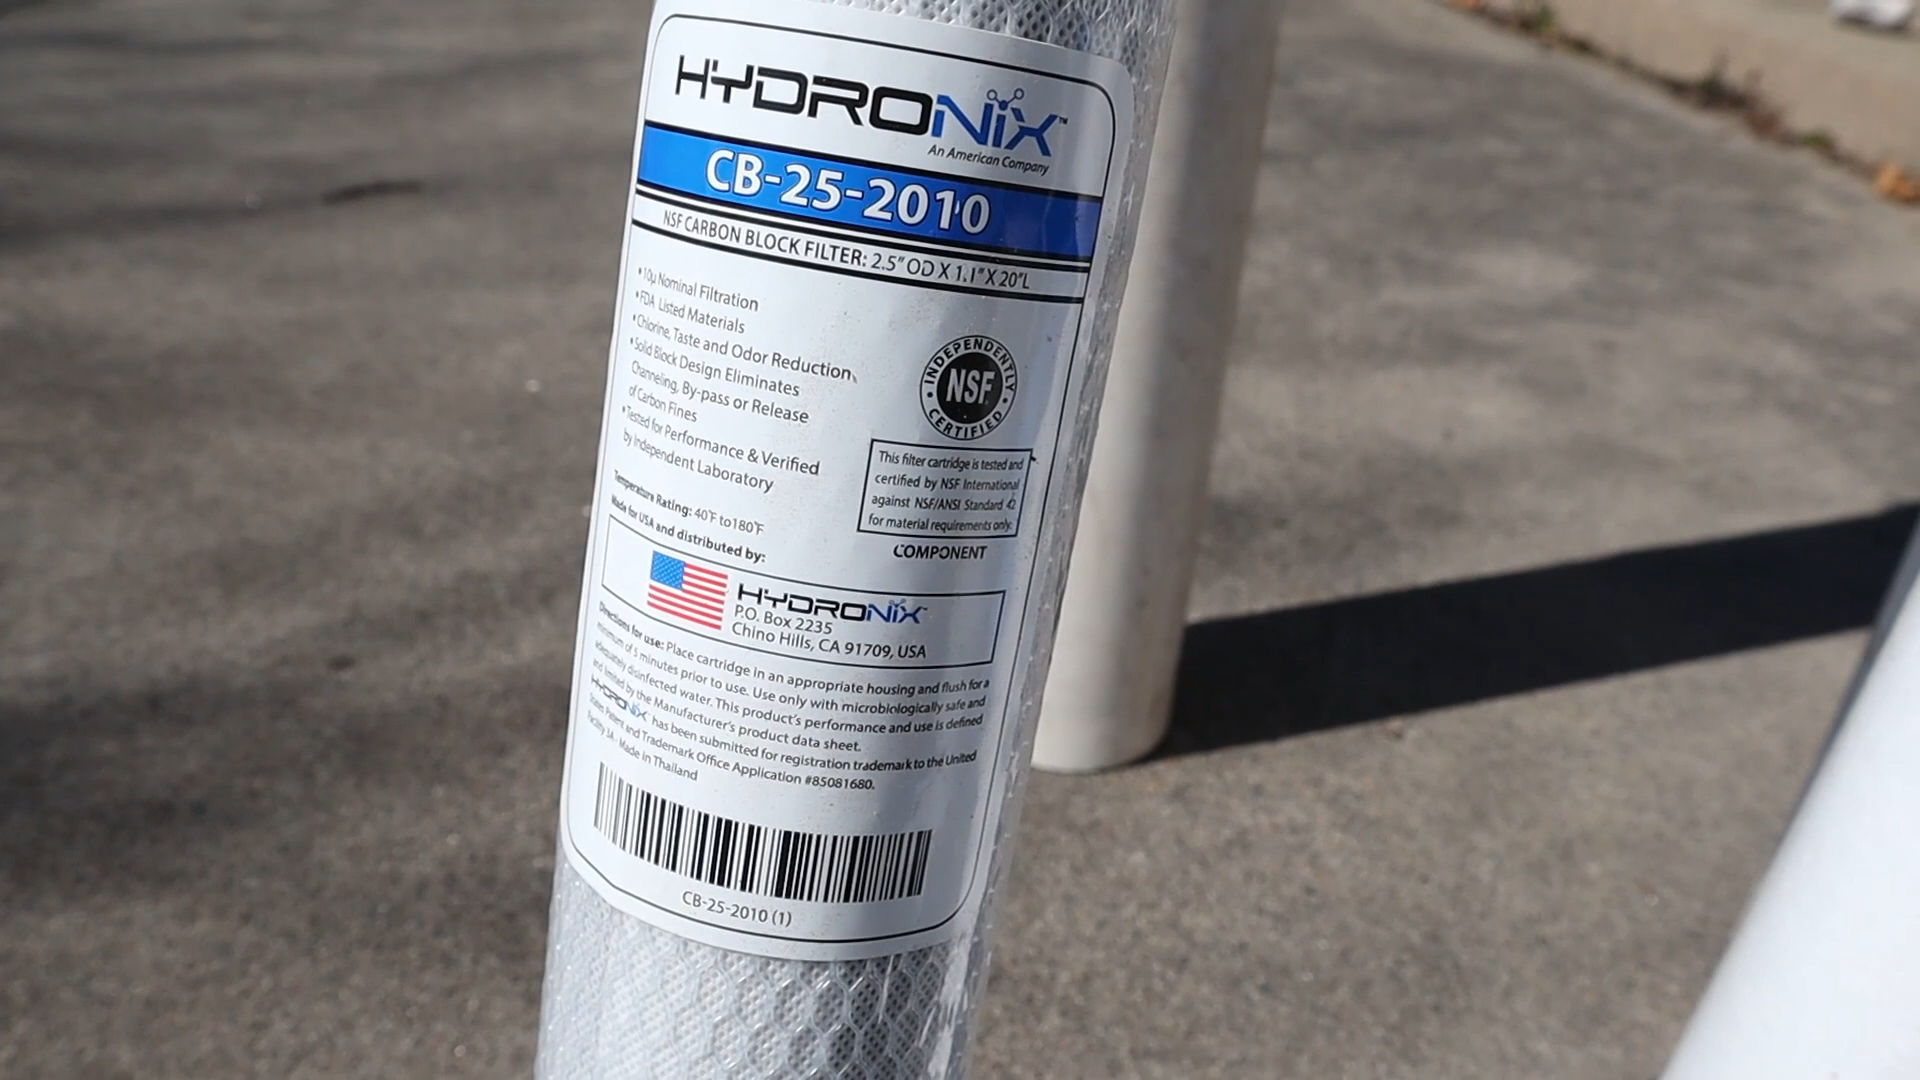 HYDRONIX™
An American Company
CB-25-2010
NSF CARBON BLOCK FILTER: 2.5" OD X 1.1" X 20"L
• 10µ Nominal Filtration
• FDA Listed Materials
• Chlorine, Taste and Odor Reduction
• Solid Block Design Eliminates
Channeling, By-pass or Release
of Carbon Fines
• Tested for Performance & Verified
by Independent Laboratory
INDEPENDENTLY
NSF
CERTIFIED
This filter cartridge is tested and
certified by NSF International
against NSF/ANSI Standard 42
for material requirements only.
COMPONENT
Temperature Rating: 40°F to180°F
Made for USA and distributed by:
HYDRONIX™
P.O. Box 2235
Chino Hills, CA 91709, USA
Directions for use: Place cartridge in an appropriate housing and flush for a
minimum of 5 minutes prior to use. Use only with microbiologically safe and
adequately disinfected water. This product's performance and use is defined
and limited by the Manufacturer's product data sheet.
HYDRONIX™ has been submitted for registration trademark to the United
States Patent and Trademark Office Application #85081680.
Facility 3A - Made in Thailand
CB-25-2010 (1)